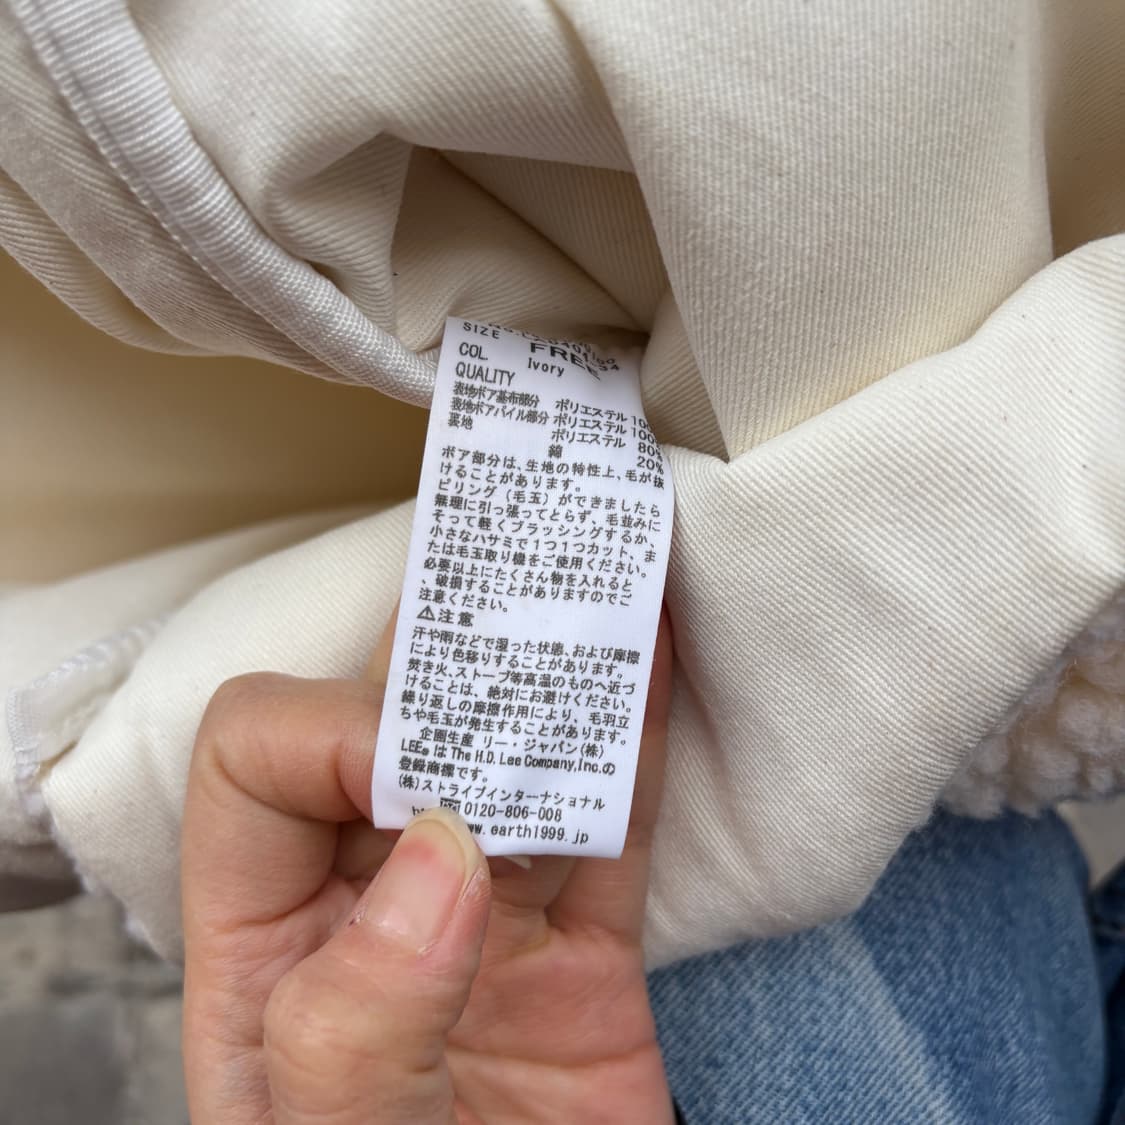 SIZE FREE
COL. Ivory
QUALITY
表地ボア基布部分 ポリエステル 100
表地ボアパイル部分 ポリエステル 100
裏地 ポリエステル 80%
綿 20%
ボア部分は、生地の特性上、毛が抜
けることがあります。
ピリング(毛玉)ができましたら
無理に引っ張ってとらず、毛並みに
そって軽くブラッシングするか、
小さなハサミで1つ1つカット、ま
たは毛玉取り機をご使用ください。
必要以上にたくさん物を入れると
、破損することがありますのでご
注意ください。
⚠注意
汗や雨などで湿った状態、および摩擦
により色移りすることがあります。
焚き火、ストーブ等高温のものへ近づ
けることは、絶対にお避けください。
繰り返しの摩擦作用により、毛羽立
ちや毛玉が発生することがあります。
企画生産 リー・ジャパン(株)
LEE® は The H.D. Lee Company,Inc.の
登録商標です。
(株)ストライプインターナショナル
0120-806-008
ww.earth1999.jp